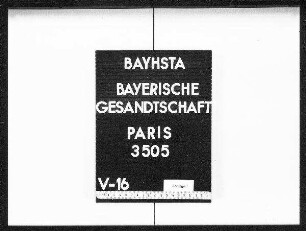 BAYHSTA
BAYERISCHE
GESANDTSCHAFT
PARIS
3505
V-16